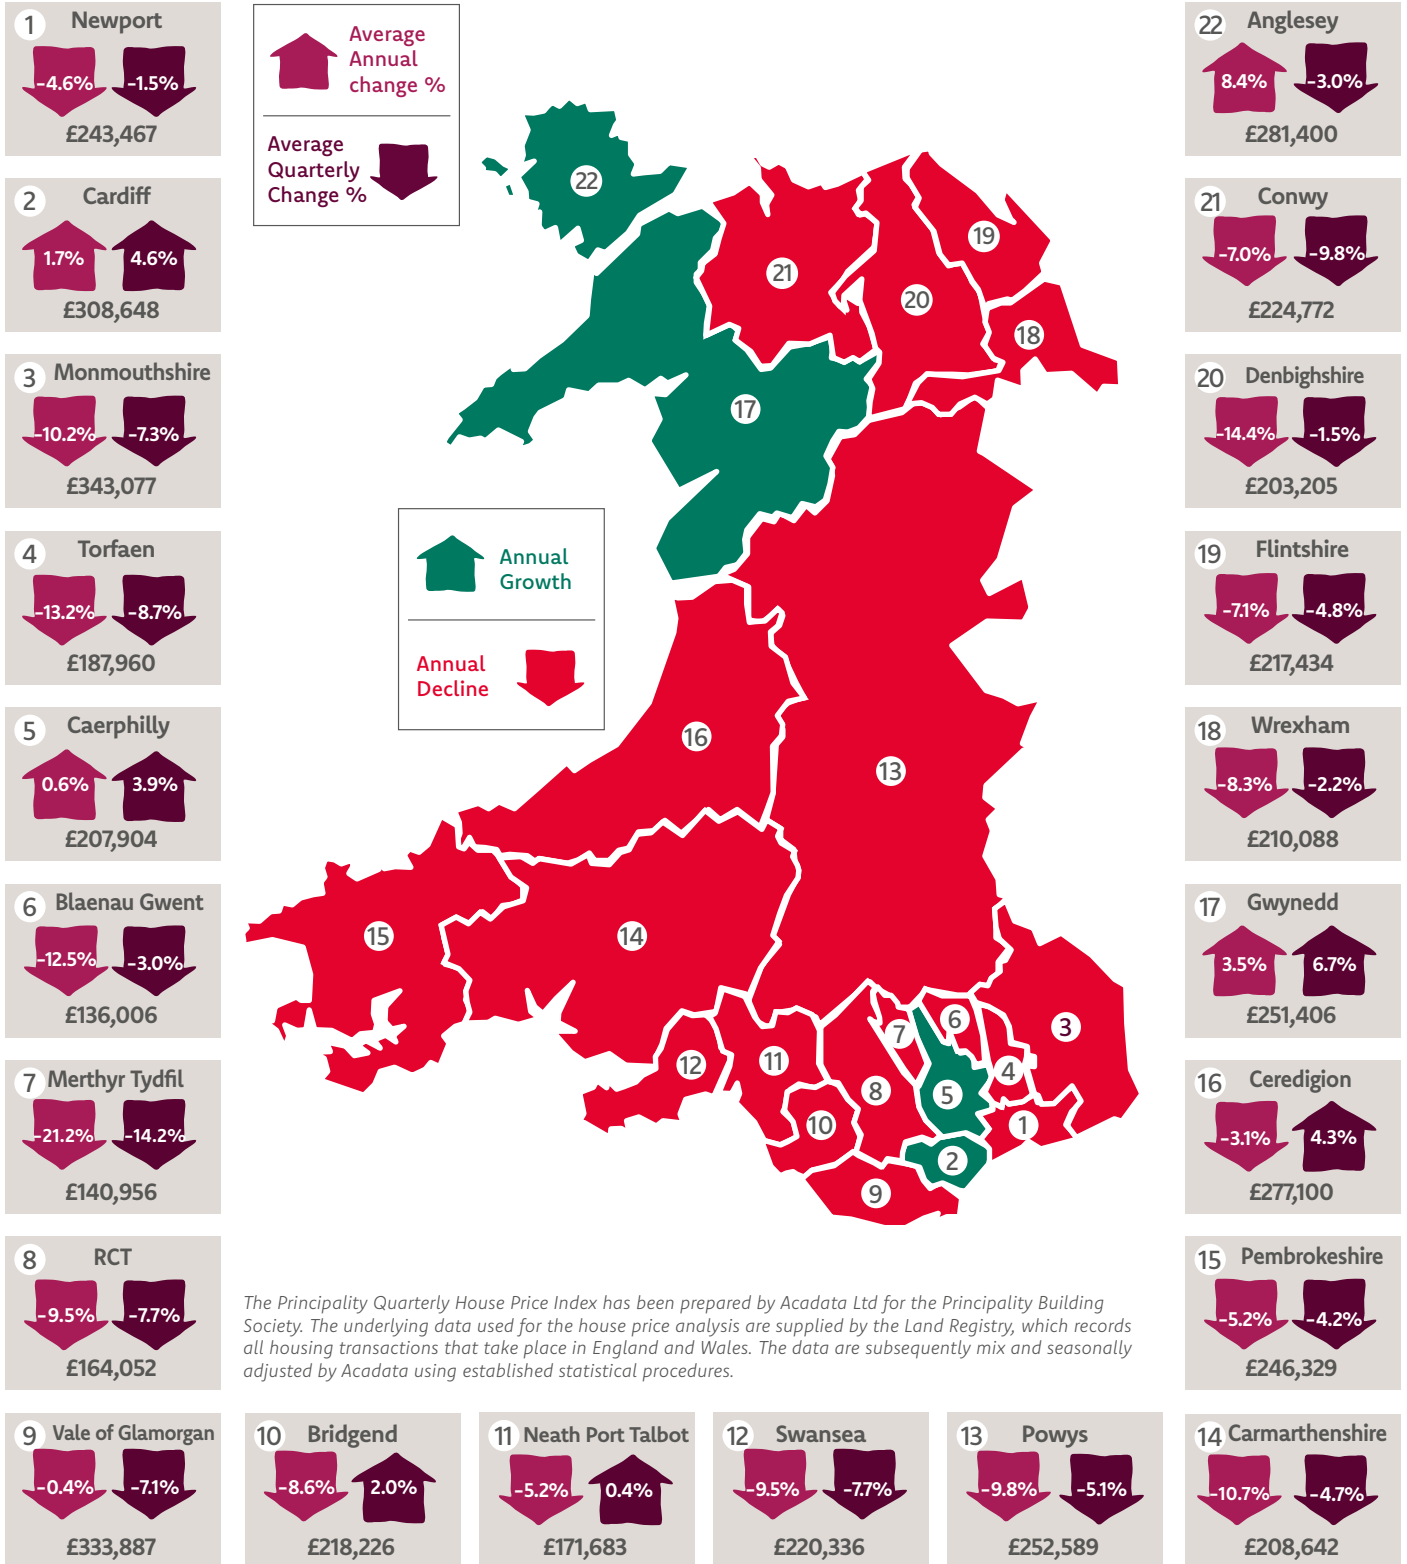 1 Newport
-4.6% -1.5%
£243,467
2 Cardiff
1.7% 4.6%
£308,648
3 Monmouthshire
-10.2% -7.3%
£343,077
4 Torfaen
-13.2% -8.7%
£187,960
5 Caerphilly
0.6% 3.9%
£207,904
6 Blaenau Gwent
-12.5% -3.0%
£136,006
7 Merthyr Tydfil
-21.2% -14.2%
£140,956
8 RCT
-9.5% -7.7%
£164,052
9 Vale of Glamorgan
-0.4% -7.1%
£333,887
10 Bridgend
-8.6% 2.0%
£218,226
11 Neath Port Talbot
-5.2% 0.4%
£171,683
12 Swansea
-9.5% -7.7%
£220,336
13 Powys
-9.8% -5.1%
£252,589
14 Carmarthenshire
-10.7% -4.7%
£208,642
15 Pembrokeshire
-5.2% -4.2%
£246,329
16 Ceredigion
-3.1% 4.3%
£277,100
17 Gwynedd
3.5% 6.7%
£251,406
18 Wrexham
-8.3% -2.2%
£210,088
19 Flintshire
-7.1% -4.8%
£217,434
20 Denbighshire
-14.4% -1.5%
£203,205
21 Conwy
-7.0% -9.8%
£224,772
22 Anglesey
8.4% -3.0%
£281,400
Average
Annual
change %
Average
Quarterly
Change %
Annual
Growth
Annual
Decline
22
19
21
20
18
17
16
13
15
14
3
6
7
12
11
4
8
5
10
1
2
9
The Principality Quarterly House Price Index has been prepared by Acadata Ltd for the Principality Building
Society. The underlying data used for the house price analysis are supplied by the Land Registry, which records
all housing transactions that take place in England and Wales. The data are subsequently mix and seasonally
adjusted by Acadata using established statistical procedures.